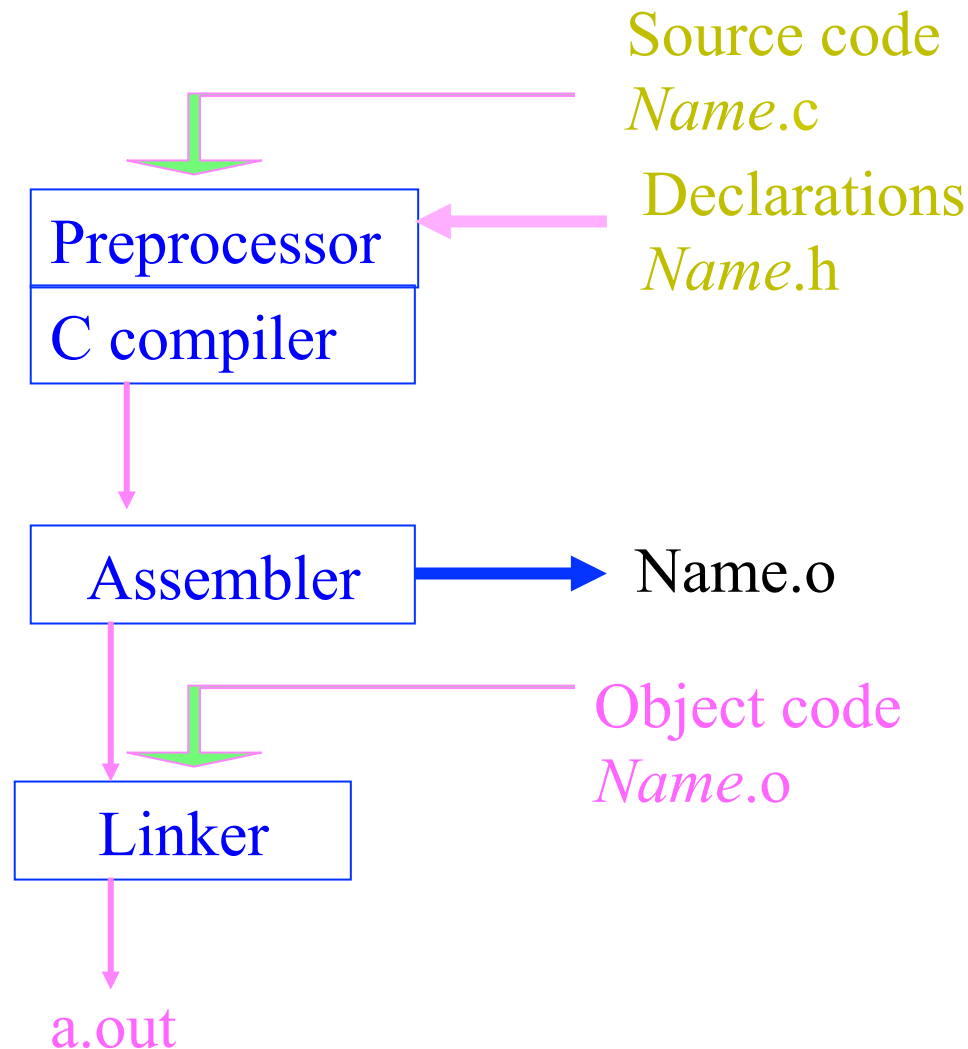 Source code
Name.c
Declarations
Name.h
Preprocessor
C compiler
Assembler
Name.o
Object code
Name.o
Linker
a.out